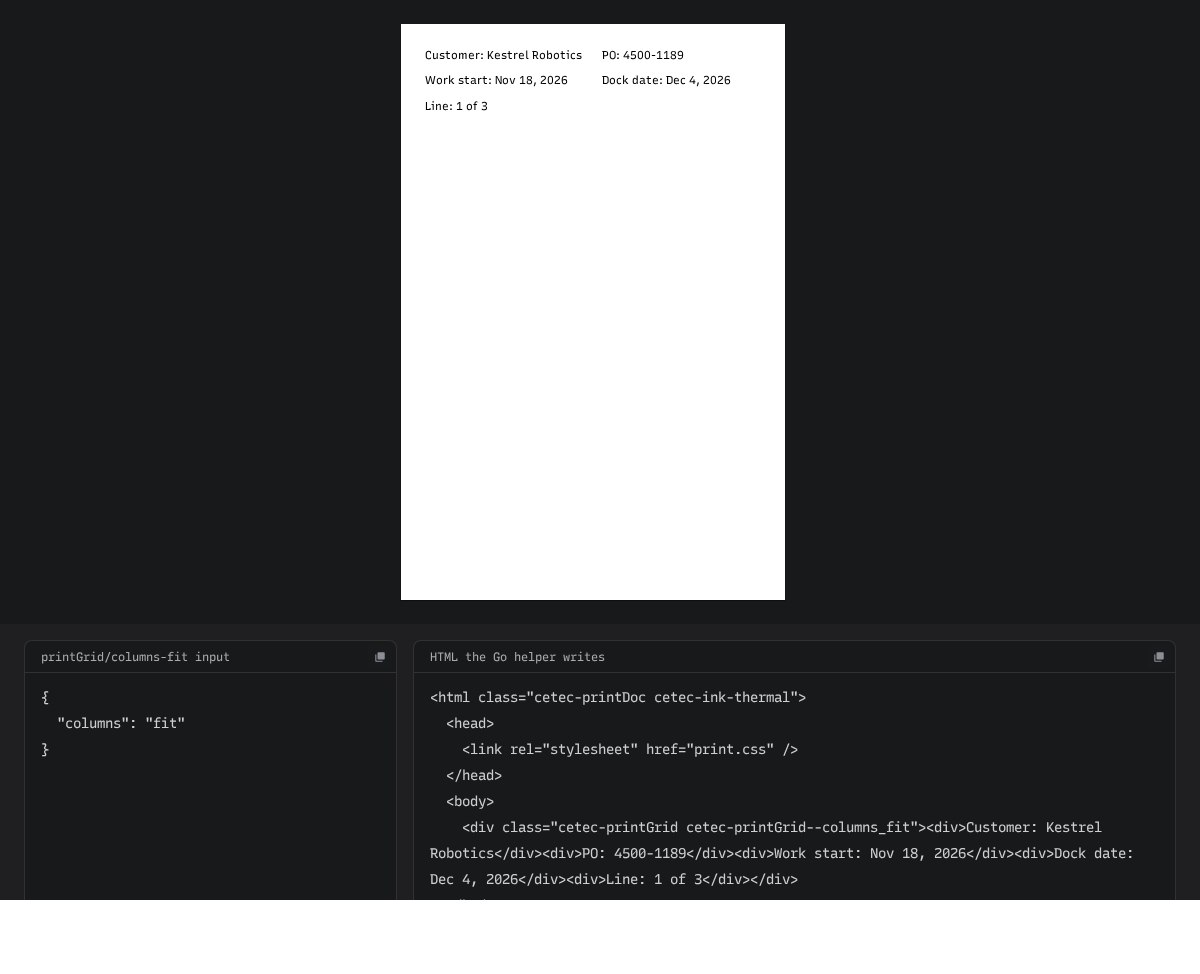 Customer: Kestrel Robotics PO: 4500-1189
Work start: Nov 18, 2026 Dock date: Dec 4, 2026
Line: 1 of 3
printGrid/columns-fit input
{
  "columns": "fit"
}
HTML the Go helper writes
<html class="cetec-printDoc cetec-ink-thermal">
  <head>
    <link rel="stylesheet" href="print.css" />
  </head>
  <body>
    <div class="cetec-printGrid cetec-printGrid--columns_fit"><div>Customer: Kestrel
Robotics</div><div>PO: 4500-1189</div><div>Work start: Nov 18, 2026</div><div>Dock date:
Dec 4, 2026</div><div>Line: 1 of 3</div></div>